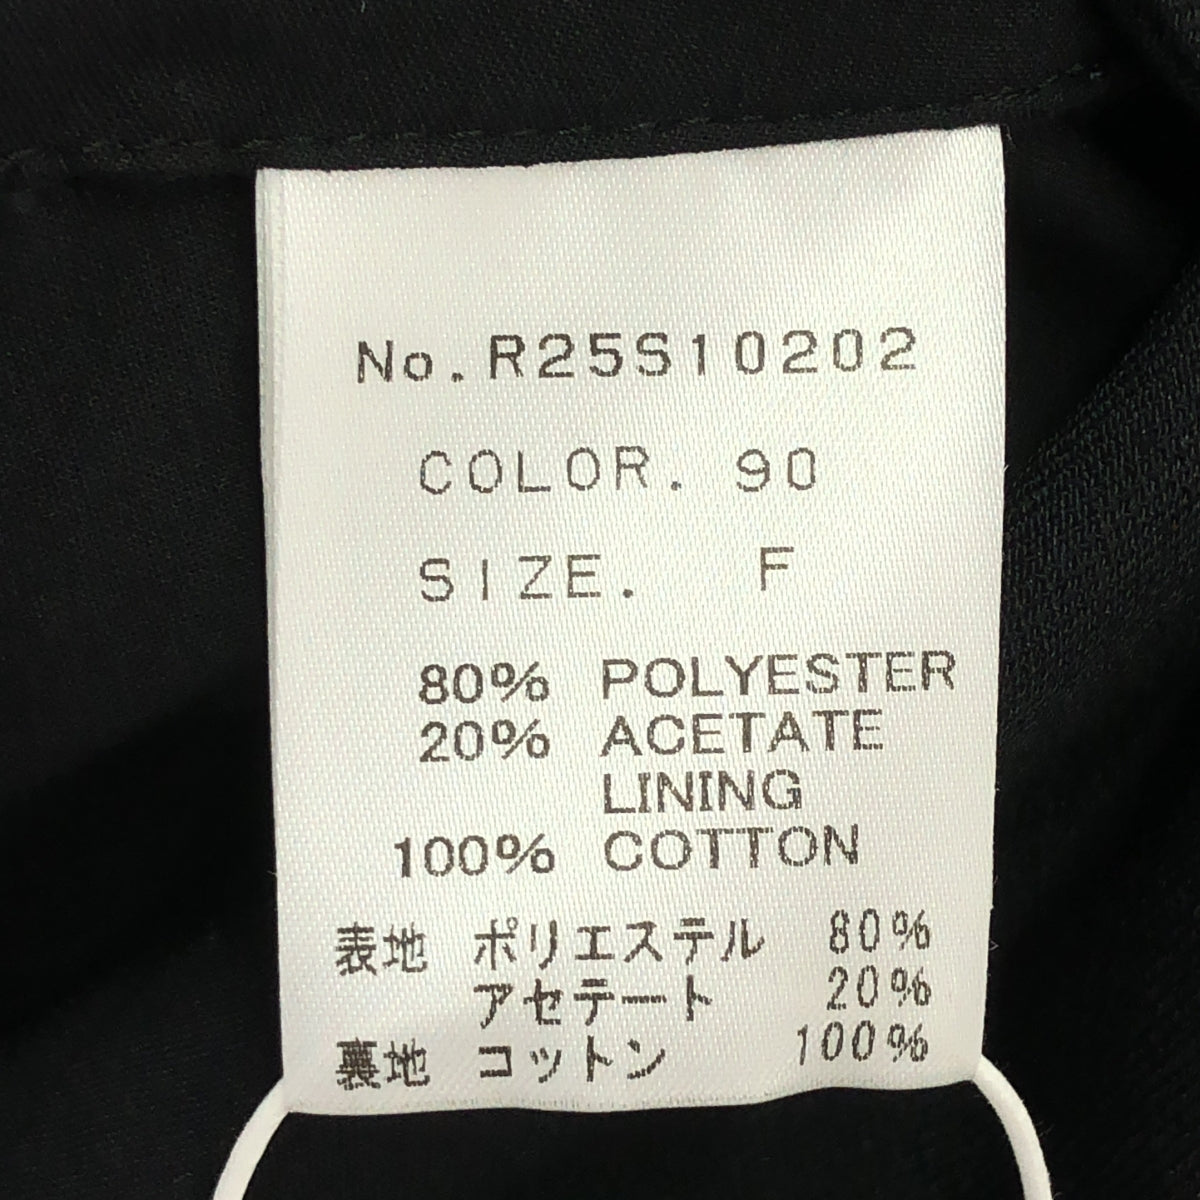 No.R25S10202
COLOR. 90
SIZE. F
80% POLYESTER
20% ACETATE
LINING
100% COTTON
表地 ポリエステル 80%
アセテート 20%
裏地 コットン 100%